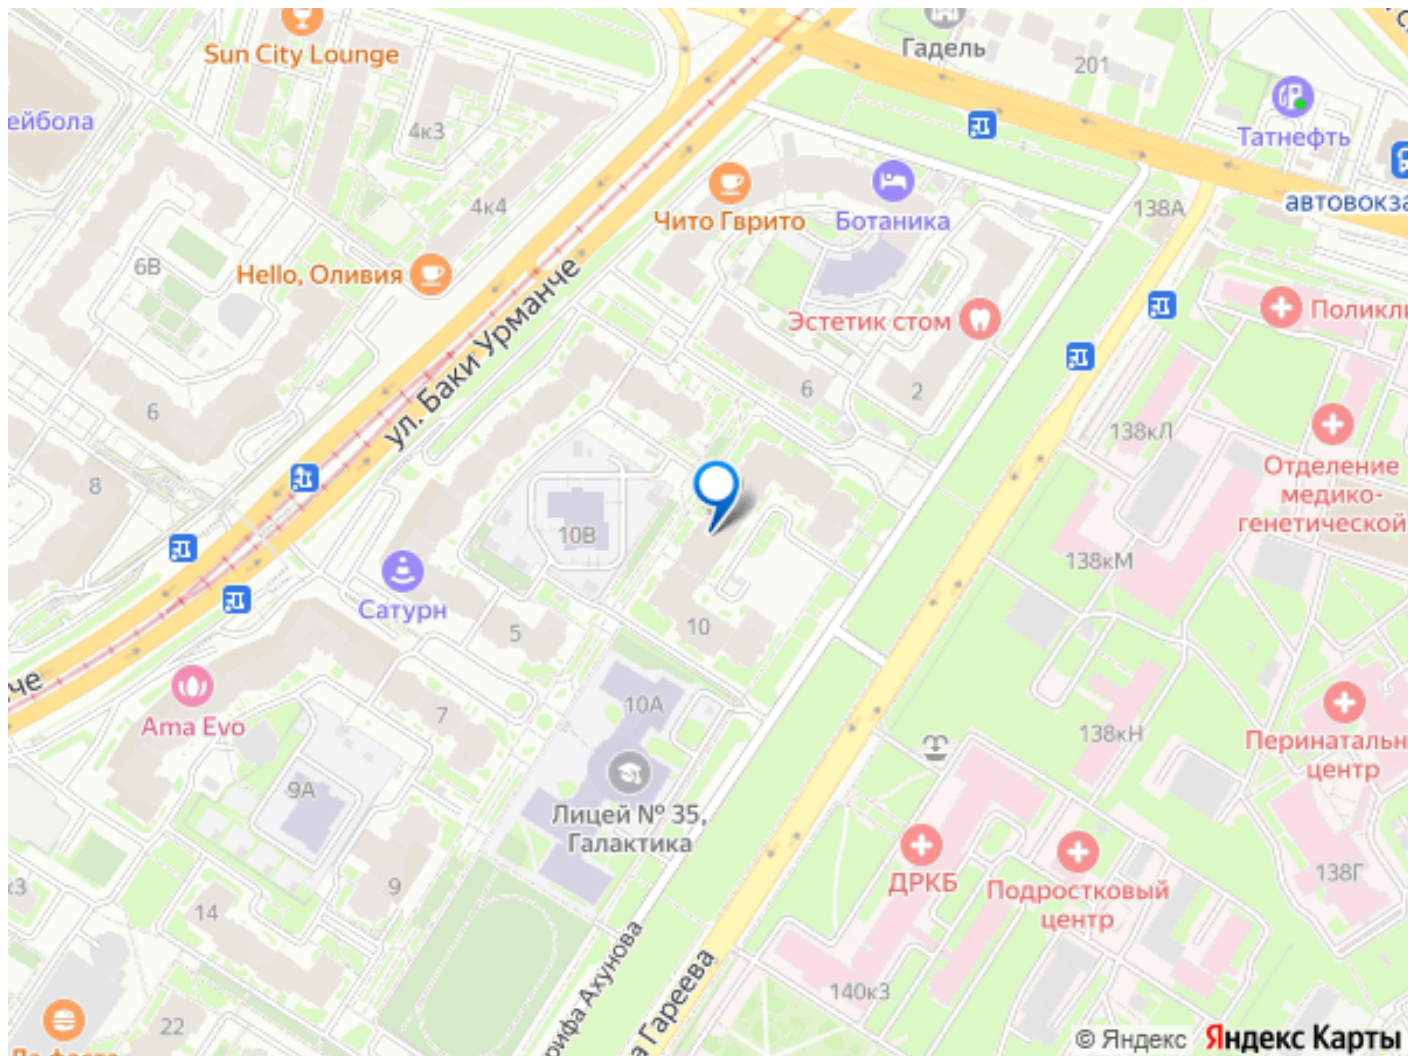 Sun City Lounge
Гадель
201
ейбола
4к3
Татнефть
4к4
Чито Гврито
Ботаника
138А
автовокза
6В
Hello, Оливия
ул. Баки Урманче
Эстетик стом
Поликли
6
2
6
138кЛ
Отделение
медико-
генетической
8
10В
138кМ
Сатурн
5
10
че
Ama Evo
7
10А
138кН
Перинатальн
центр
9А
Лицей № 35,
Галактика
9
ДРКБ
Подростковый
центр
138Г
к3
14
рифа Ахунова
а Гареева
140к3
22
© Яндекс
Яндекс Карты